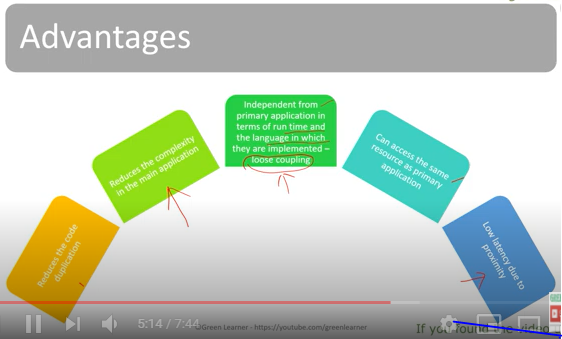 Advantages
Reduces the code
duplication
Reduces the complexity
in the main application
Independent from
primary application in
terms of run time and
the language in which
they are implemented –
loose coupling
Can access the same
resource as primary
application
Low latency due to
proximity
5:14 / 7:44
©Green Learner - https://youtube.com/greenlearner
If you found the video